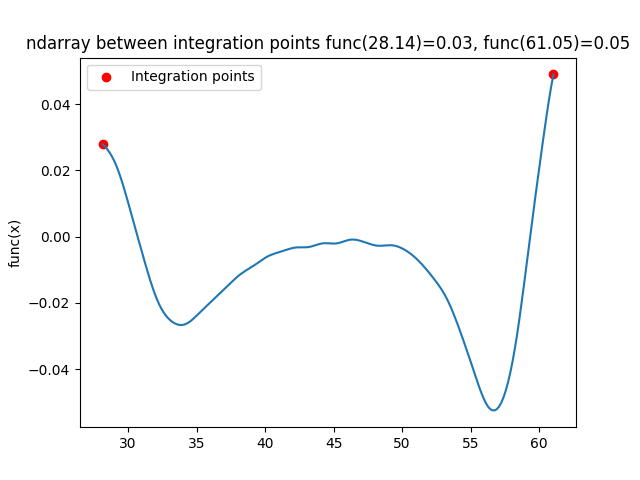 ndarray between integration points func(28.14)=0.03, func(61.05)=0.05
Integration points
func(x)
0.04
0.02
0.00
−0.02
−0.04
30 35 40 45 50 55 60